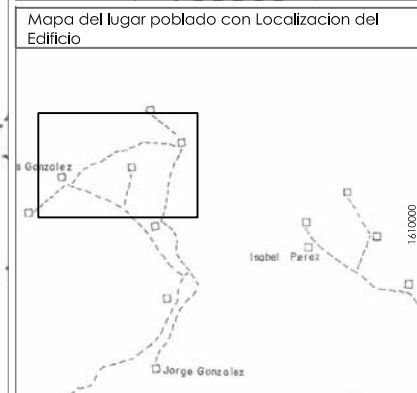 Mapa del lugar poblado con Localizacion del
Edificio
s Gonzalez
1610000
Isabel Perez
Jorge Gonzalez